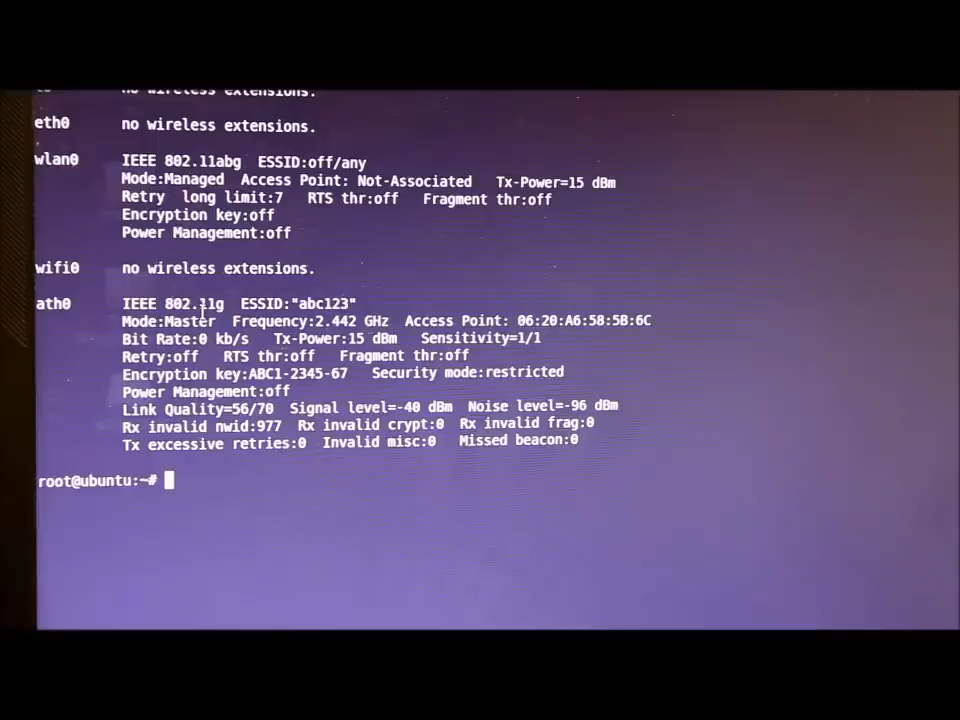 lo no wireless extensions.
eth0 no wireless extensions.
wlan0 IEEE 802.11abg ESSID:off/any
Mode:Managed Access Point: Not-Associated Tx-Power=15 dBm
Retry long limit:7 RTS thr:off Fragment thr:off
Encryption key:off
Power Management:off
wifi0 no wireless extensions.
ath0 IEEE 802.11g ESSID:"abc123"
Mode:Master Frequency:2.442 GHz Access Point: 06:20:A6:58:5B:6C
Bit Rate:0 kb/s Tx-Power:15 dBm Sensitivity=1/1
Retry:off RTS thr:off Fragment thr:off
Encryption key:ABC1-2345-67 Security mode:restricted
Power Management:off
Link Quality=56/70 Signal level=-40 dBm Noise level=-96 dBm
Rx invalid nwid:977 Rx invalid crypt:0 Rx invalid frag:0
Tx excessive retries:0 Invalid misc:0 Missed beacon:0
root@ubuntu:~#